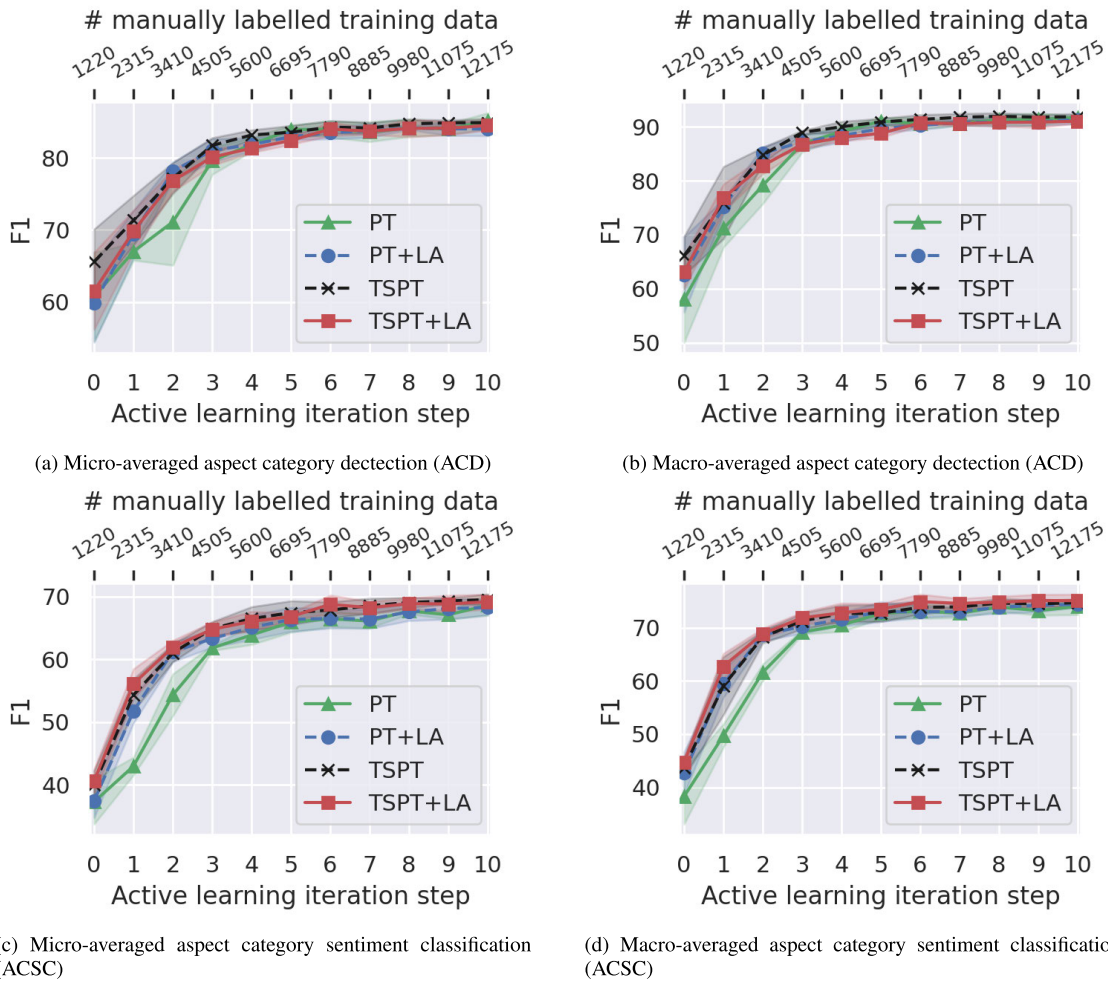 # manually labelled training data
1220 2315 3410 4505 5600 6695 7790 8885 9980 11075 12175
80
70
60
F1
PT
PT+LA
TSPT
TSPT+LA
0 1 2 3 4 5 6 7 8 9 10
Active learning iteration step
(a) Micro-averaged aspect category dectection (ACD)
# manually labelled training data
1220 2315 3410 4505 5600 6695 7790 8885 9980 11075 12175
90
80
70
60
50
F1
PT
PT+LA
TSPT
TSPT+LA
0 1 2 3 4 5 6 7 8 9 10
Active learning iteration step
(b) Macro-averaged aspect category dectection (ACD)
# manually labelled training data
1220 2315 3410 4505 5600 6695 7790 8885 9980 11075 12175
70
60
50
40
F1
PT
PT+LA
TSPT
TSPT+LA
0 1 2 3 4 5 6 7 8 9 10
Active learning iteration step
(c) Micro-averaged aspect category sentiment classification
(ACSC)
# manually labelled training data
1220 2315 3410 4505 5600 6695 7790 8885 9980 11075 12175
70
60
50
40
F1
PT
PT+LA
TSPT
TSPT+LA
0 1 2 3 4 5 6 7 8 9 10
Active learning iteration step
(d) Macro-averaged aspect category sentiment classificatio
(ACSC)